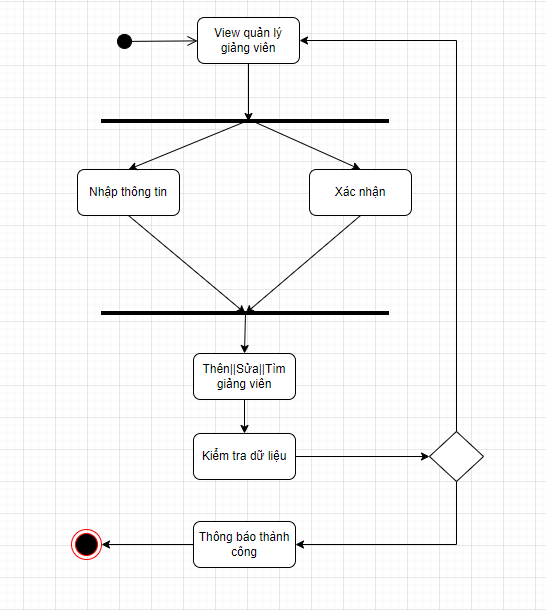 View quản lý
giảng viên
Nhập thông tin
Xác nhận
Thên||Sửa||Tìm
giảng viên
Kiểm tra dữ liệu
Thông báo thành
công